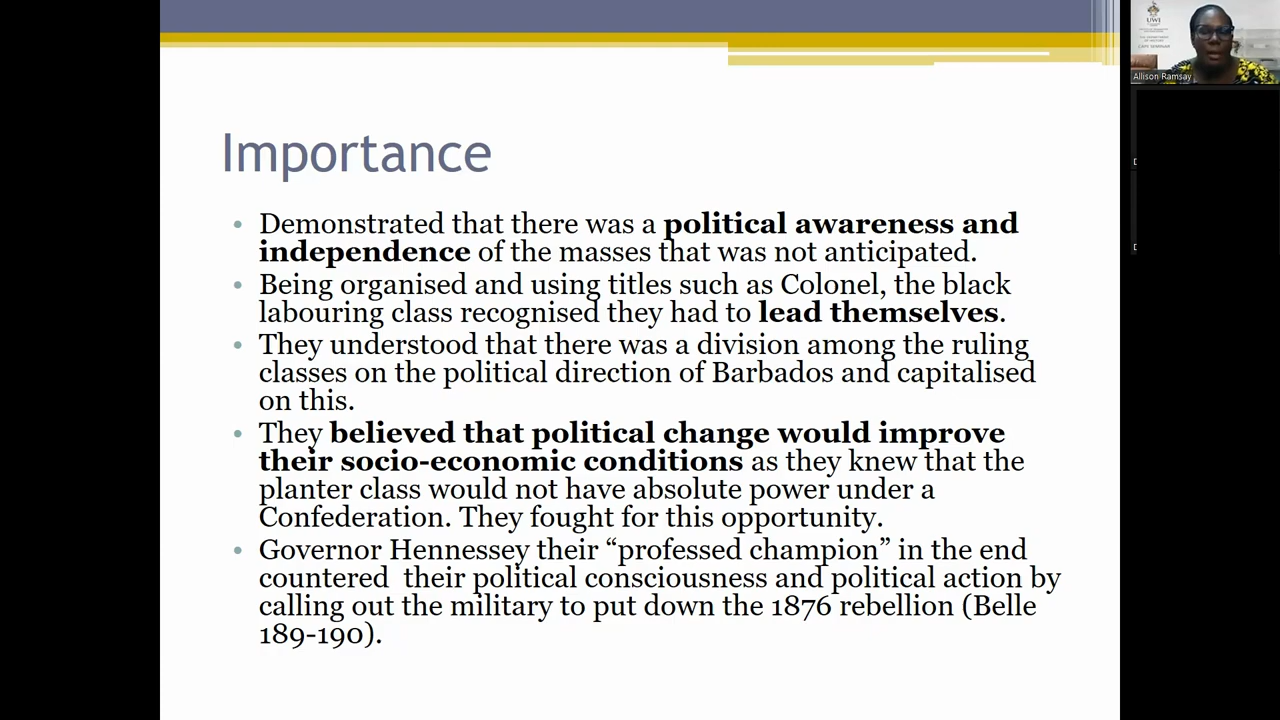 Importance
• Demonstrated that there was a political awareness and
independence of the masses that was not anticipated.
• Being organised and using titles such as Colonel, the black
labouring class recognised they had to lead themselves.
• They understood that there was a division among the ruling
classes on the political direction of Barbados and capitalised
on this.
• They believed that political change would improve
their socio-economic conditions as they knew that the
planter class would not have absolute power under a
Confederation. They fought for this opportunity.
• Governor Hennessey their “professed champion” in the end
countered  their political consciousness and political action by
calling out the military to put down the 1876 rebellion (Belle
189-190).
UWI
CAPE SEMINAR
Allison Ramsay